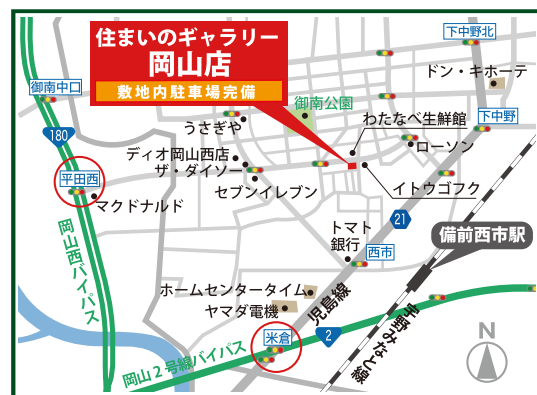 住まいのギャラリー
岡山店
敷地内駐車場完備
下中野北
ドン・キホーテ
御南中口
御南公園
うさぎや
わたなべ生鮮館
下中野
180
ローソン
ディオ岡山西店
ザ・ダイソー
平田西
セブンイレブン
イトウゴフク
マクドナルド
21
トマト
銀行
西市
備前西市駅
岡山西バイパス
ホームセンタータイム
ヤマダ電機
児島線
宇野みなと線
米倉
2
岡山2号線バイパス
N